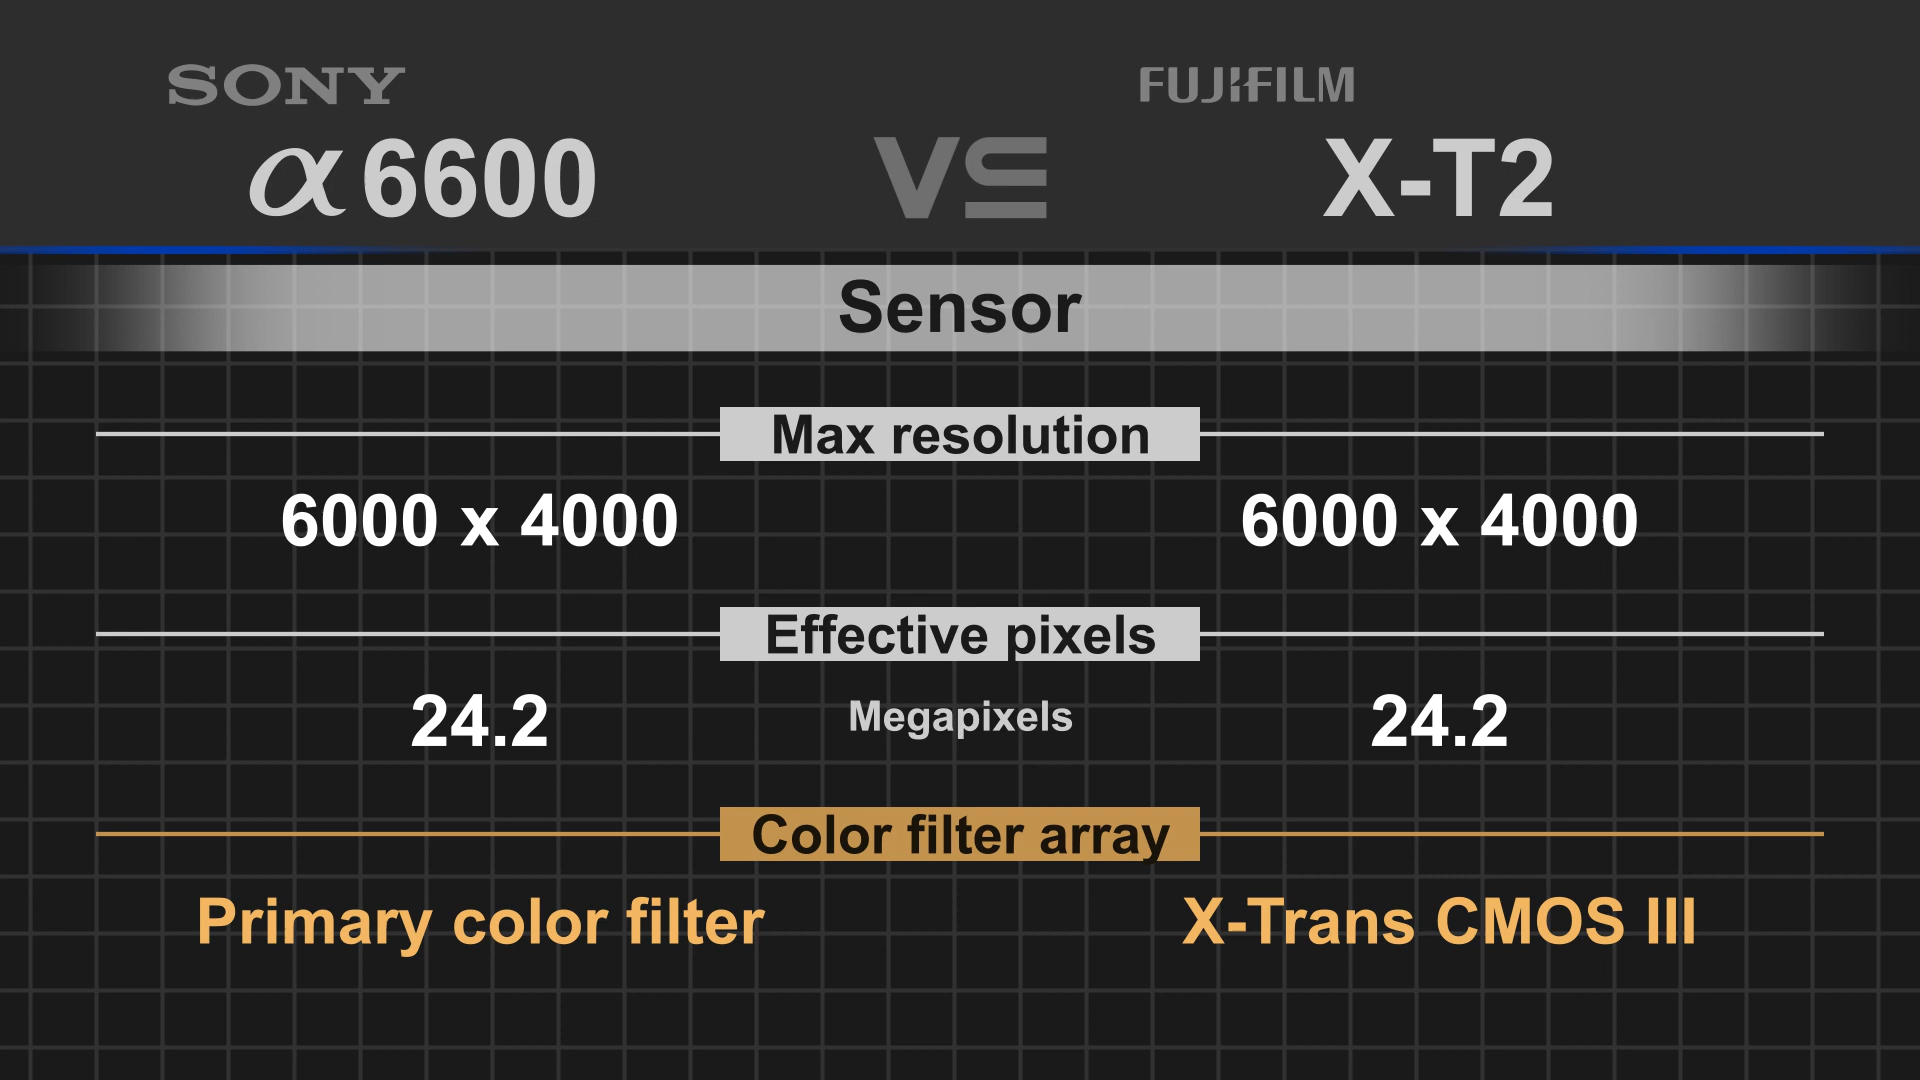 SONY
α6600
VS
FUJIFILM
X-T2
Sensor
Max resolution
6000 x 4000
6000 x 4000
Effective pixels
24.2
Megapixels
24.2
Color filter array
Primary color filter
X-Trans CMOS III